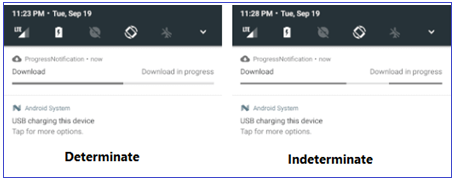 11:23 PM • Tue, Sep 19
LTE
ProgressNotification • now
Download Download in progress
Android System
USB charging this device
Tap for more options.
Determinate
11:28 PM • Tue, Sep 19
LTE
ProgressNotification • now
Download Download in progress
Android System
USB charging this device
Tap for more options.
Indeterminate